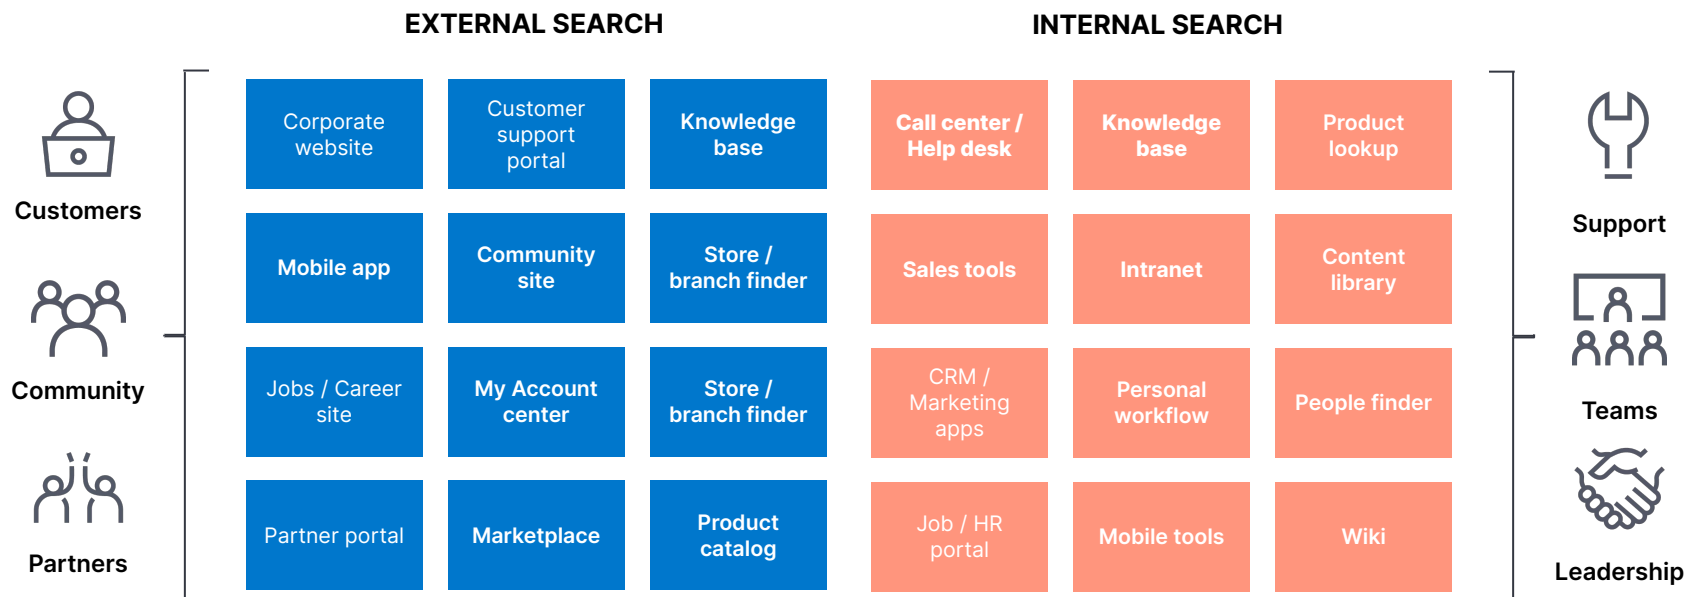 EXTERNAL SEARCH
INTERNAL SEARCH
Customers
Community
Partners
Corporate
website
Customer
support
portal
Knowledge
base
Mobile app
Community
site
Store /
branch finder
Jobs / Career
site
My Account
center
Store /
branch finder
Partner portal
Marketplace
Product
catalog
Call center /
Help desk
Knowledge
base
Product
lookup
Sales tools
Intranet
Content
library
CRM /
Marketing
apps
Personal
workflow
People finder
Job / HR
portal
Mobile tools
Wiki
Support
Teams
Leadership